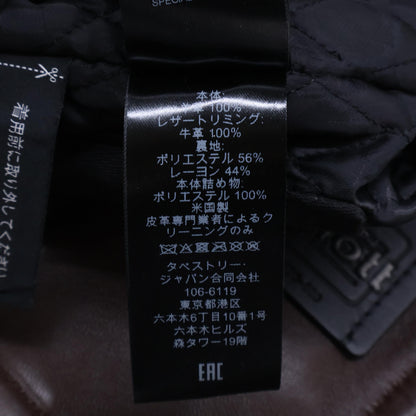 SPECI
本体:
牛革 100%
レザートリミング:
牛革 100%
裏地:
ポリエステル 56%
レーヨン 44%
本体詰め物:
ポリエステル 100%
米国製
皮革専門業者によるク
リーニングのみ
タペストリー・
ジャパン合同会社
106-6119
東京都港区
六本木6丁目10番1号
六本木ヒルズ
森タワー19階
EAC
着用前に取り外してください
ott